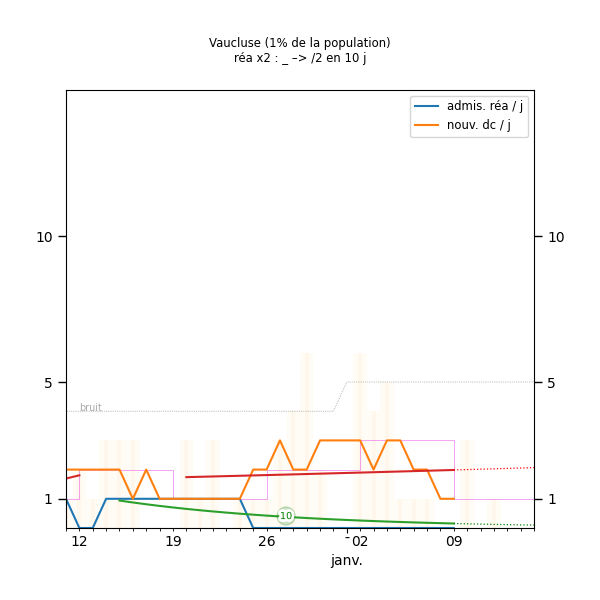 Vaucluse (1% de la population)
réa x2 : _ –> /2 en 10 j
admis. réa / j
nouv. dc / j
10 10
5 5
bruit
1 1
10
12 19 26 02 09
janv.